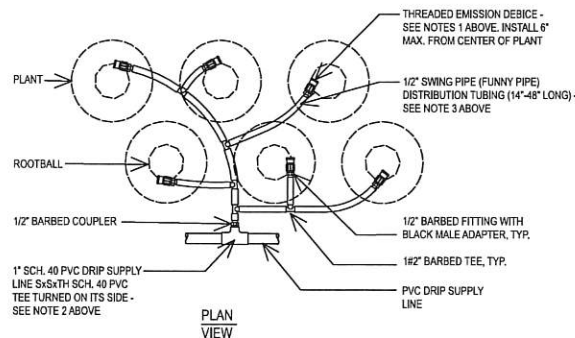 THREADED EMISSION DEBICE -
SEE NOTES 1 ABOVE. INSTALL 6"
MAX. FROM CENTER OF PLANT
PLANT
1/2" SWING PIPE (FUNNY PIPE)
DISTRIBUTION TUBING (14"-48" LONG) -
SEE NOTE 3 ABOVE
ROOTBALL
1/2" BARBED COUPLER
1/2" BARBED FITTING WITH
BLACK MALE ADAPTER, TYP.
1#2" BARBED TEE, TYP.
1" SCH. 40 PVC DRIP SUPPLY
LINE SxSxTH SCH. 40 PVC
TEE TURNED ON ITS SIDE -
SEE NOTE 2 ABOVE
PVC DRIP SUPPLY
LINE
PLAN
VIEW